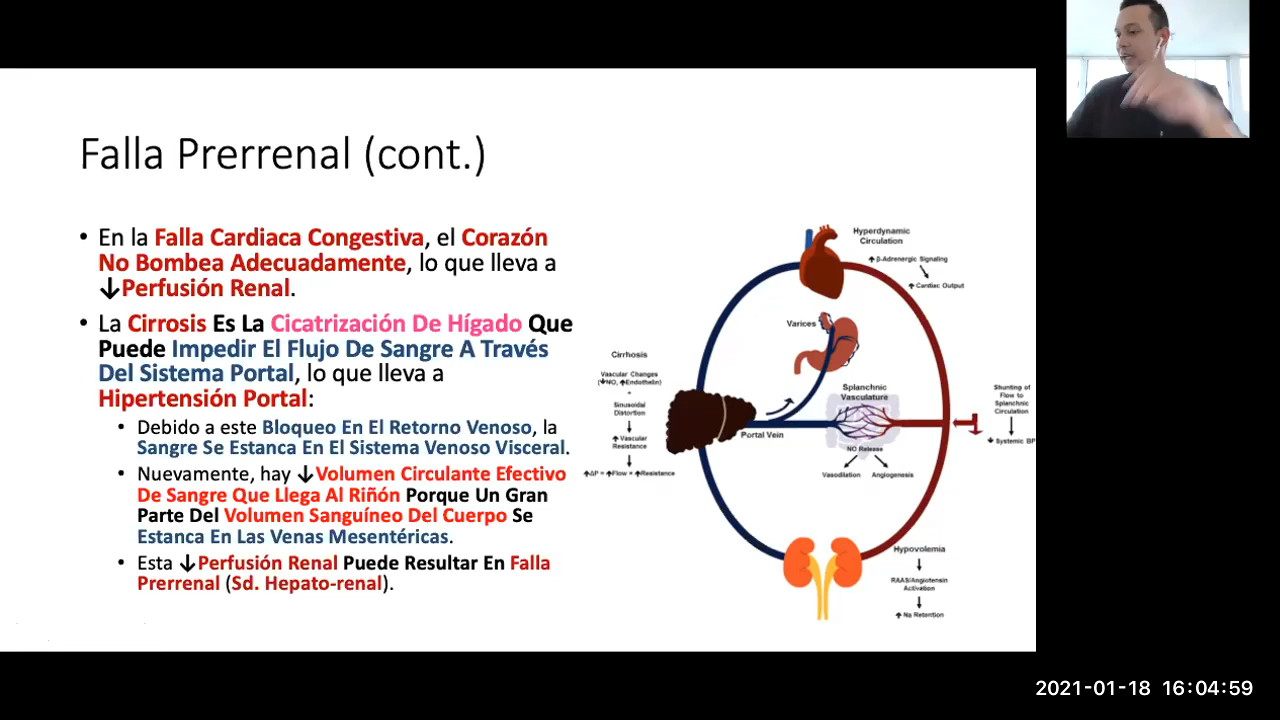 Falla Prerrenal (cont.)
• En la Falla Cardiaca Congestiva, el Corazón
No Bombea Adecuadamente, lo que lleva a
↓Perfusión Renal.
• La Cirrosis Es La Cicatrización De Hígado Que
Puede Impedir El Flujo De Sangre A Través
Del Sistema Portal, lo que lleva a
Hipertensión Portal:
• Debido a este Bloqueo En El Retorno Venoso, la
Sangre Se Estanca En El Sistema Venoso Visceral.
• Nuevamente, hay ↓Volumen Circulante Efectivo
De Sangre Que Llega Al Riñón Porque Un Gran
Parte Del Volumen Sanguíneo Del Cuerpo Se
Estanca En Las Venas Mesentéricas.
• Esta ↓Perfusión Renal Puede Resultar En Falla
Prerrenal (Sd. Hepato-renal).
Hyperdynamic
Circulation
↑ β-Adrenergic Signaling
↑ Cardiac Output
Varices
Cirrhosis
Vascular Changes
(↓NO, ↑Endothelin)
+
Sinusoidal
Distortion
↑ Vascular
Resistance
↑ΔP = ↑Flow × ↑Resistance
Splanchnic
Vasculature
Portal Vein
NO Release
Vasodilation
Angiogenesis
Shunting of
Flow to
Splanchnic
Circulation
↓ Systemic BP
Hypovolemia
RAAS/Angiotensin
Activation
↑ Na Retention
2021-01-18 16:04:59